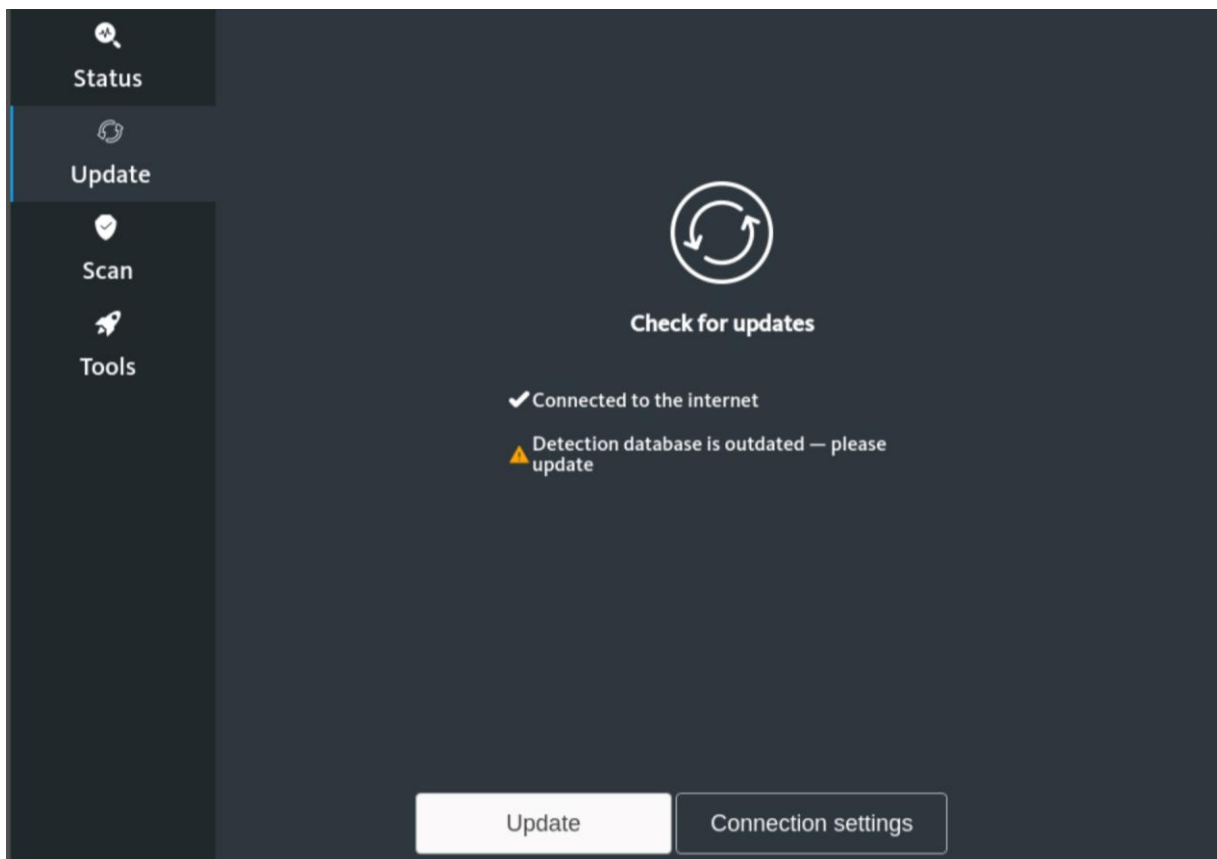 Status
Update
Scan
Tools
Check for updates
Connected to the internet
Detection database is outdated — please
update
Update
Connection settings